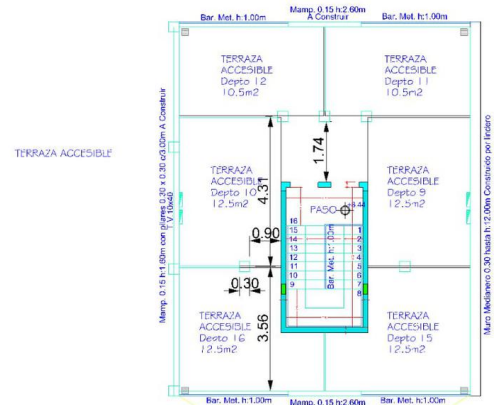 Mamp. 0.15 h:2.60m
A Construir
Bar. Met. h:1.00m
Bar. Met. h:1.00m
TERRAZA
ACCESIBLE
Depto 12
10.5m2
TERRAZA
ACCESIBLE
Depto 11
10.5m2
TERRAZA ACCESIBLE
Mamp. 0.15 h:1.80m con pilares 0.30 x 0.30 c/3.00m A Construir
T.V. 10x40
1.74
4.31
TERRAZA
ACCESIBLE
Depto 10
12.5m2
TERRAZA
ACCESIBLE
Depto 9
12.5m2
PASO
16
15
14
13
12
11
10
9
Bar. Met. h:1.00m
1
2
3
4
5
6
7
8
0.90
0.30
3.56
TERRAZA
ACCESIBLE
Depto 16
12.5m2
TERRAZA
ACCESIBLE
Depto 15
12.5m2
Muro Medianero 0.30 hasta h:12.00m Construido por lindero
Bar. Met. h:1.00m
Mamp. 0.15 h:2.60m
Bar. Met. h:1.00m